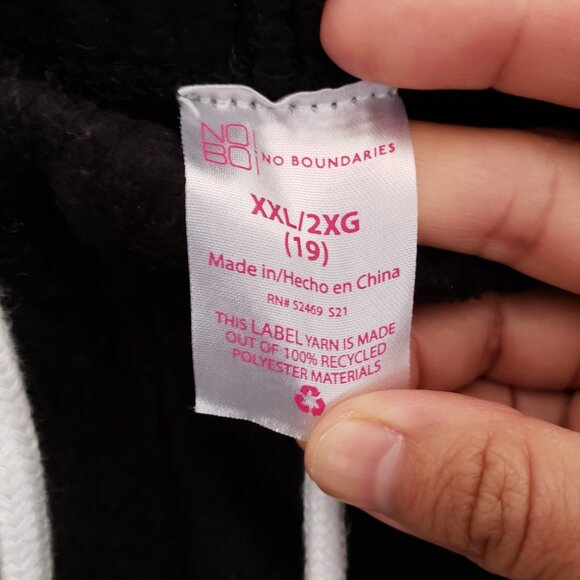 NO
BO
NO BOUNDARIES
XXL/2XG
(19)
Made in/Hecho en China
RN# 52469 S21
THIS LABEL YARN IS MADE
OUT OF 100% RECYCLED
POLYESTER MATERIALS